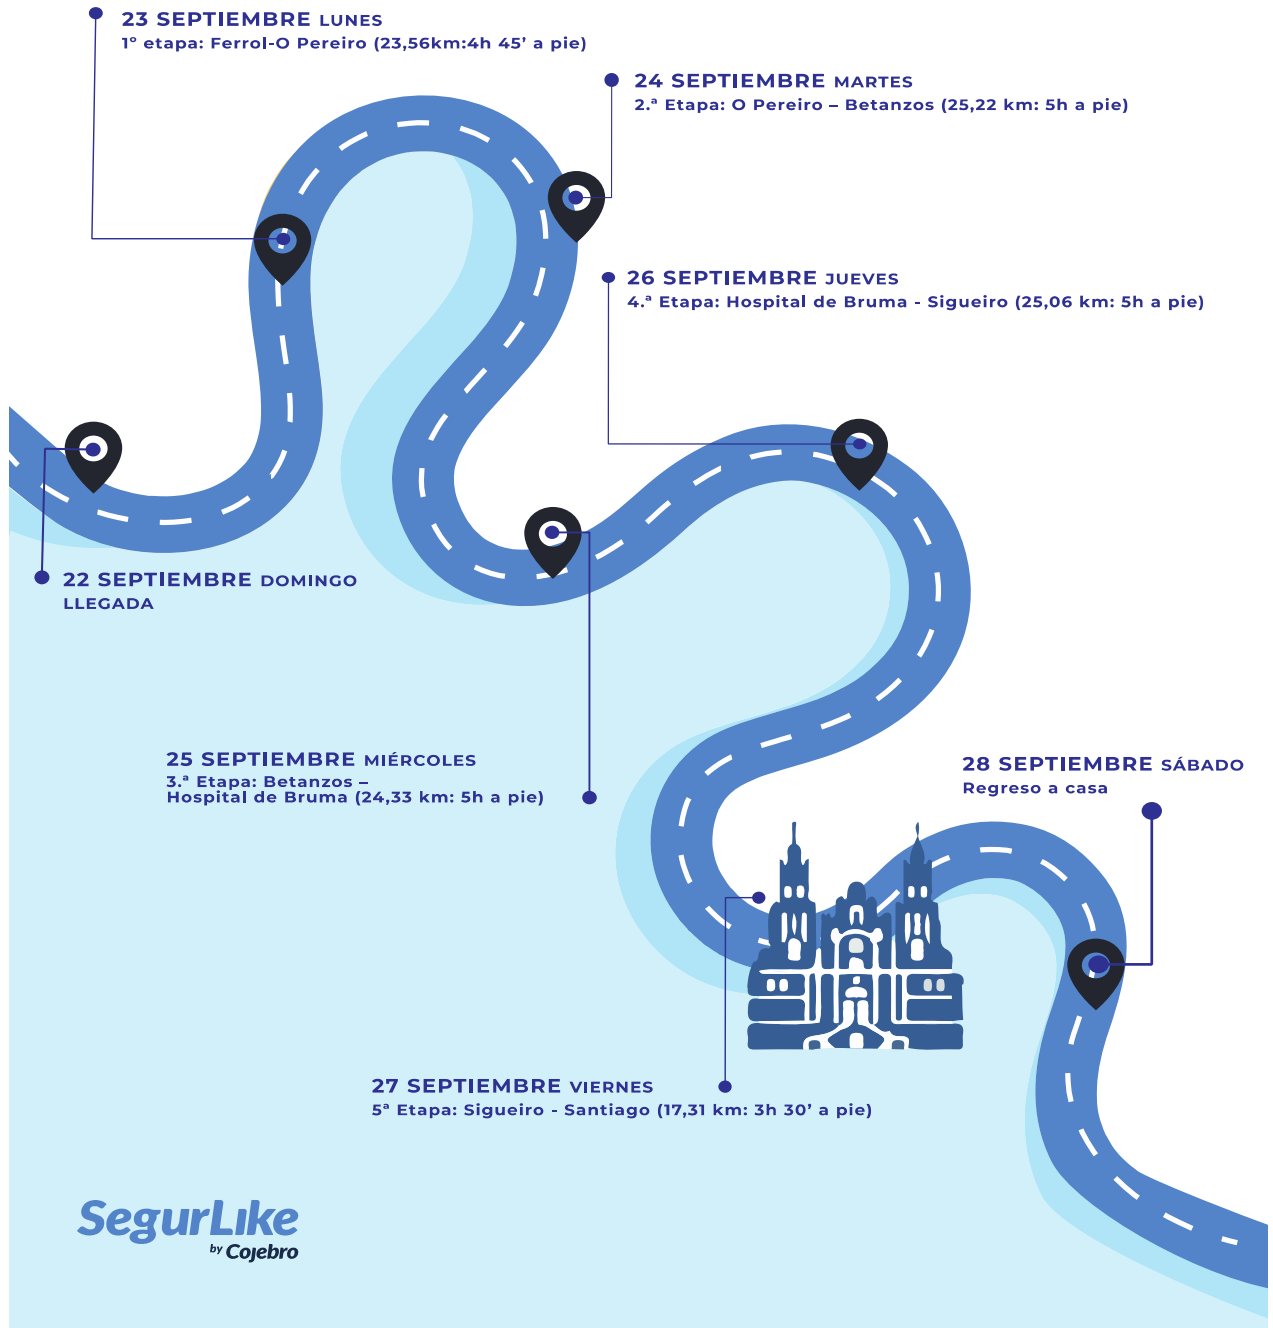 23 SEPTIEMBRE LUNES
1º etapa: Ferrol-O Pereiro (23,56km:4h 45’ a pie)
24 SEPTIEMBRE MARTES
2.ª Etapa: O Pereiro – Betanzos (25,22 km: 5h a pie)
26 SEPTIEMBRE JUEVES
4.ª Etapa: Hospital de Bruma - Sigueiro (25,06 km: 5h a pie)
22 SEPTIEMBRE DOMINGO
LLEGADA
25 SEPTIEMBRE MIÉRCOLES
3.ª Etapa: Betanzos –
Hospital de Bruma (24,33 km: 5h a pie)
28 SEPTIEMBRE SÁBADO
Regreso a casa
27 SEPTIEMBRE VIERNES
5ª Etapa: Sigueiro - Santiago (17,31 km: 3h 30’ a pie)
SegurLike
by Cojebro